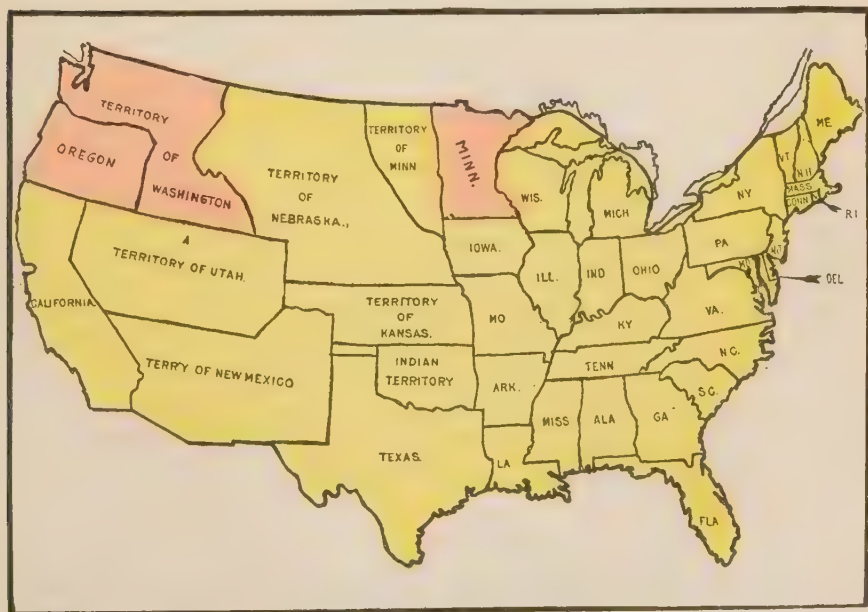 TERRITORY
OF
WASHINGTON
OREGON
TERRITORY
OF
NEBRASKA.,
TERRITORY
OF
MINN
MINN.
WIS.
MICH
ME
VT.
N.H.
MASS
CONN
RI
NY
PA
N.J.
DEL
IOWA.
ILL.
IND
OHIO
TERRITORY OF UTAH.
CALIFORNIA.
TERRITORY
OF
KANSAS.
MO
KY
VA.
TERR'Y OF NEW MEXICO
INDIAN
TERRITORY
ARK.
TENN
N.C.
S.C.
TEXAS.
LA
MISS
ALA
GA
FLA